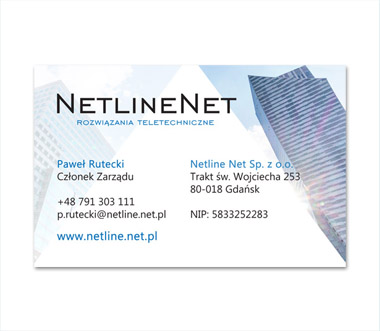 NETLINENET
ROZWIĄZANIA TELETECHNICZNE
Paweł Rutecki
Członek Zarządu
+48 791 303 111
p.rutecki@netline.net.pl
www.netline.net.pl
Netline Net Sp. z o.o.
Trakt św. Wojciecha 253
80-018 Gdańsk
NIP: 5833252283